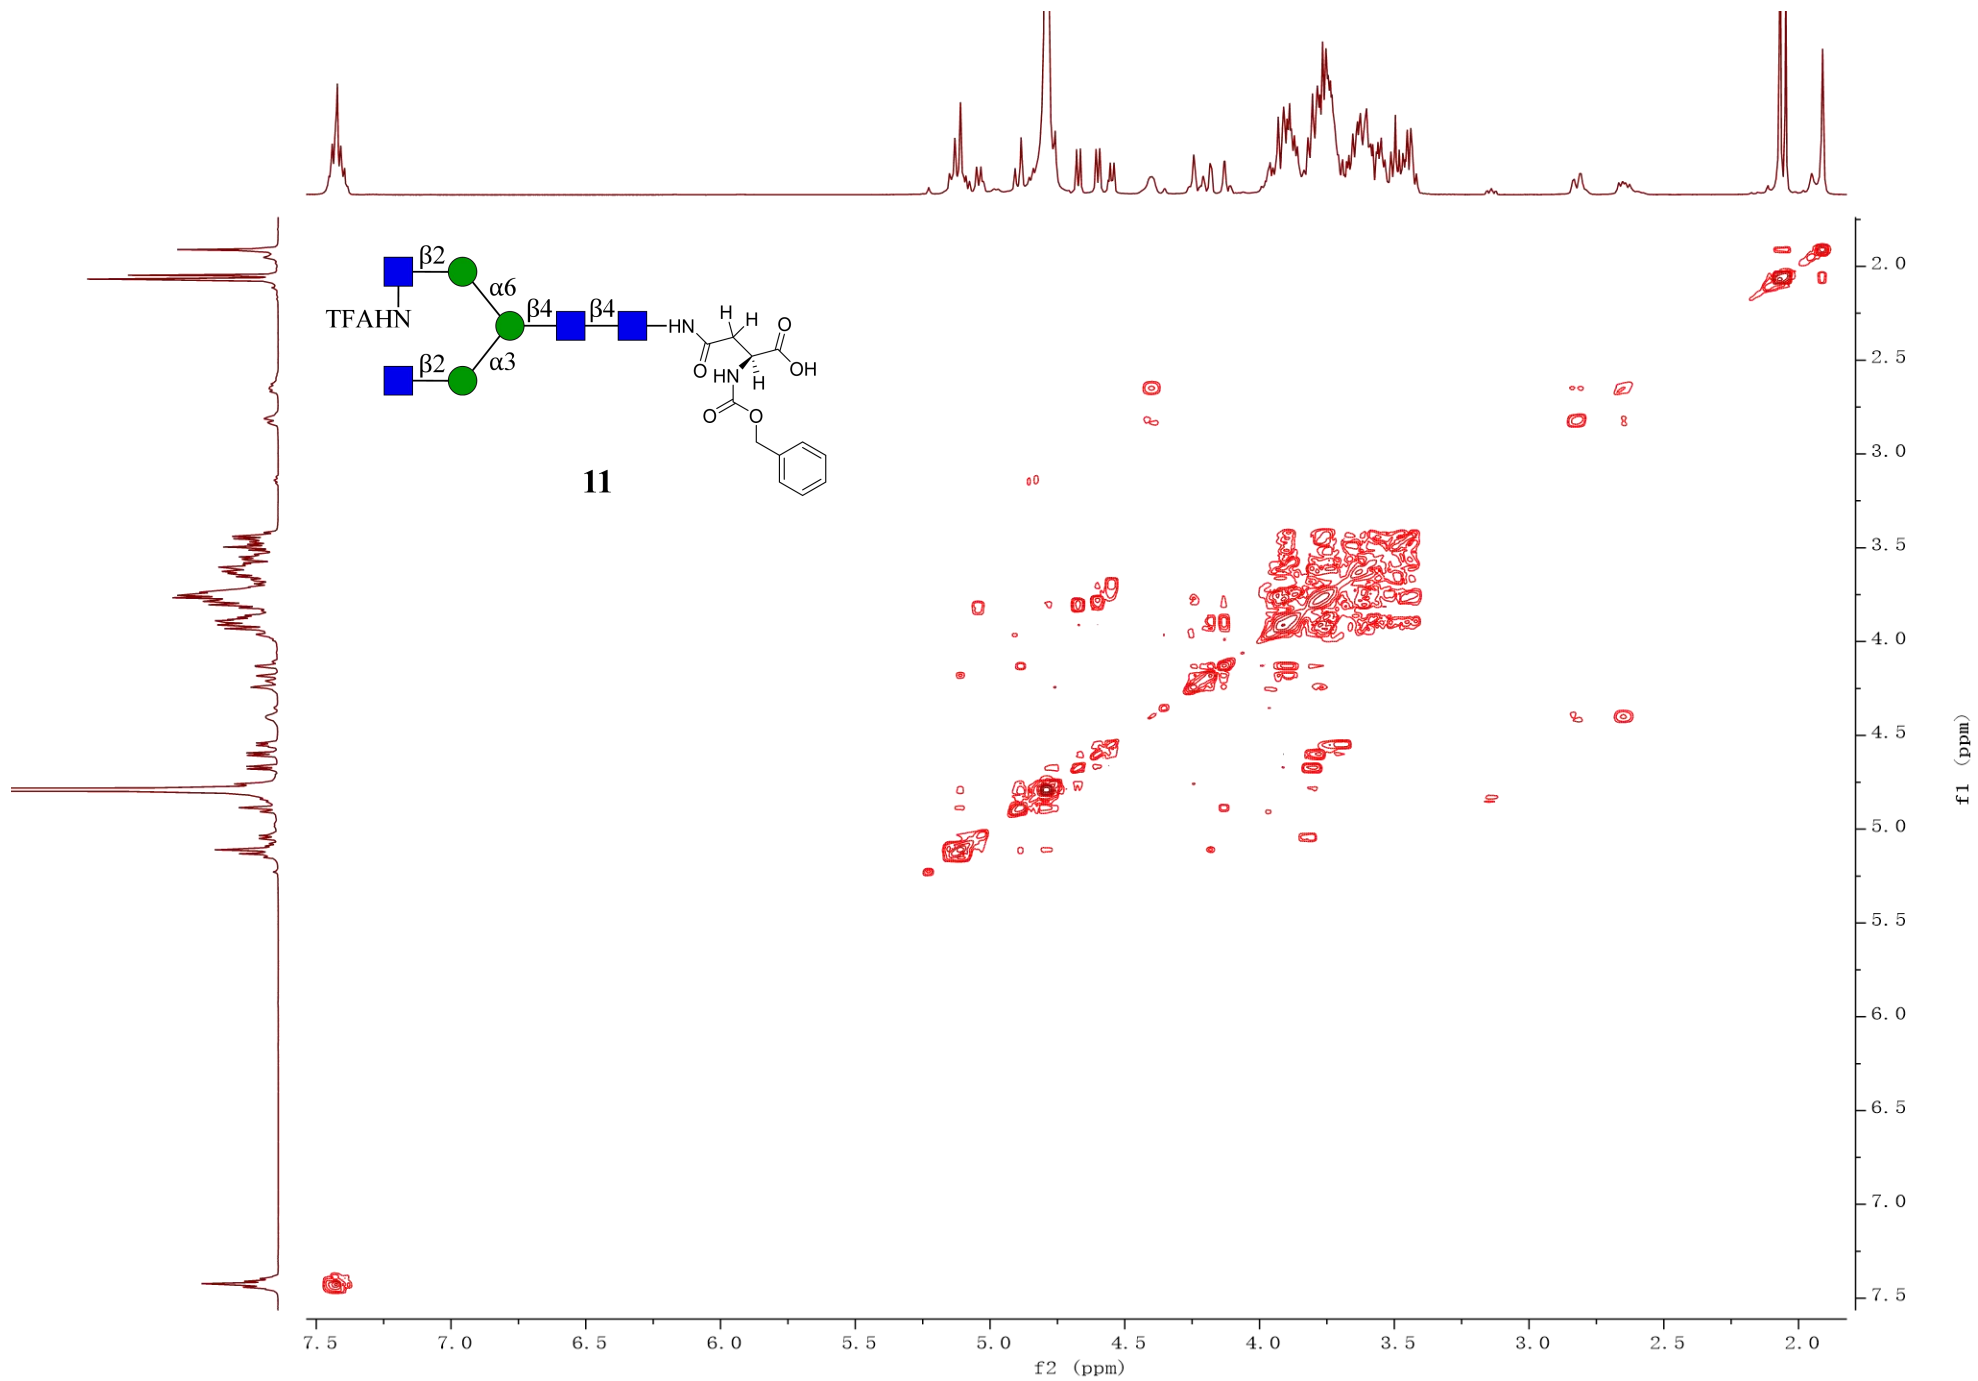 β2
α6
TFAHN
β4
β4
HN
H
H
O
O
OH
HN
H
β2
α3
O
O
11
2.0
2.5
3.0
3.5
4.0
4.5
5.0
5.5
6.0
6.5
7.0
7.5
f1 (ppm)
7.5 7.0 6.5 6.0 5.5 5.0 4.5 4.0 3.5 3.0 2.5 2.0
f2 (ppm)